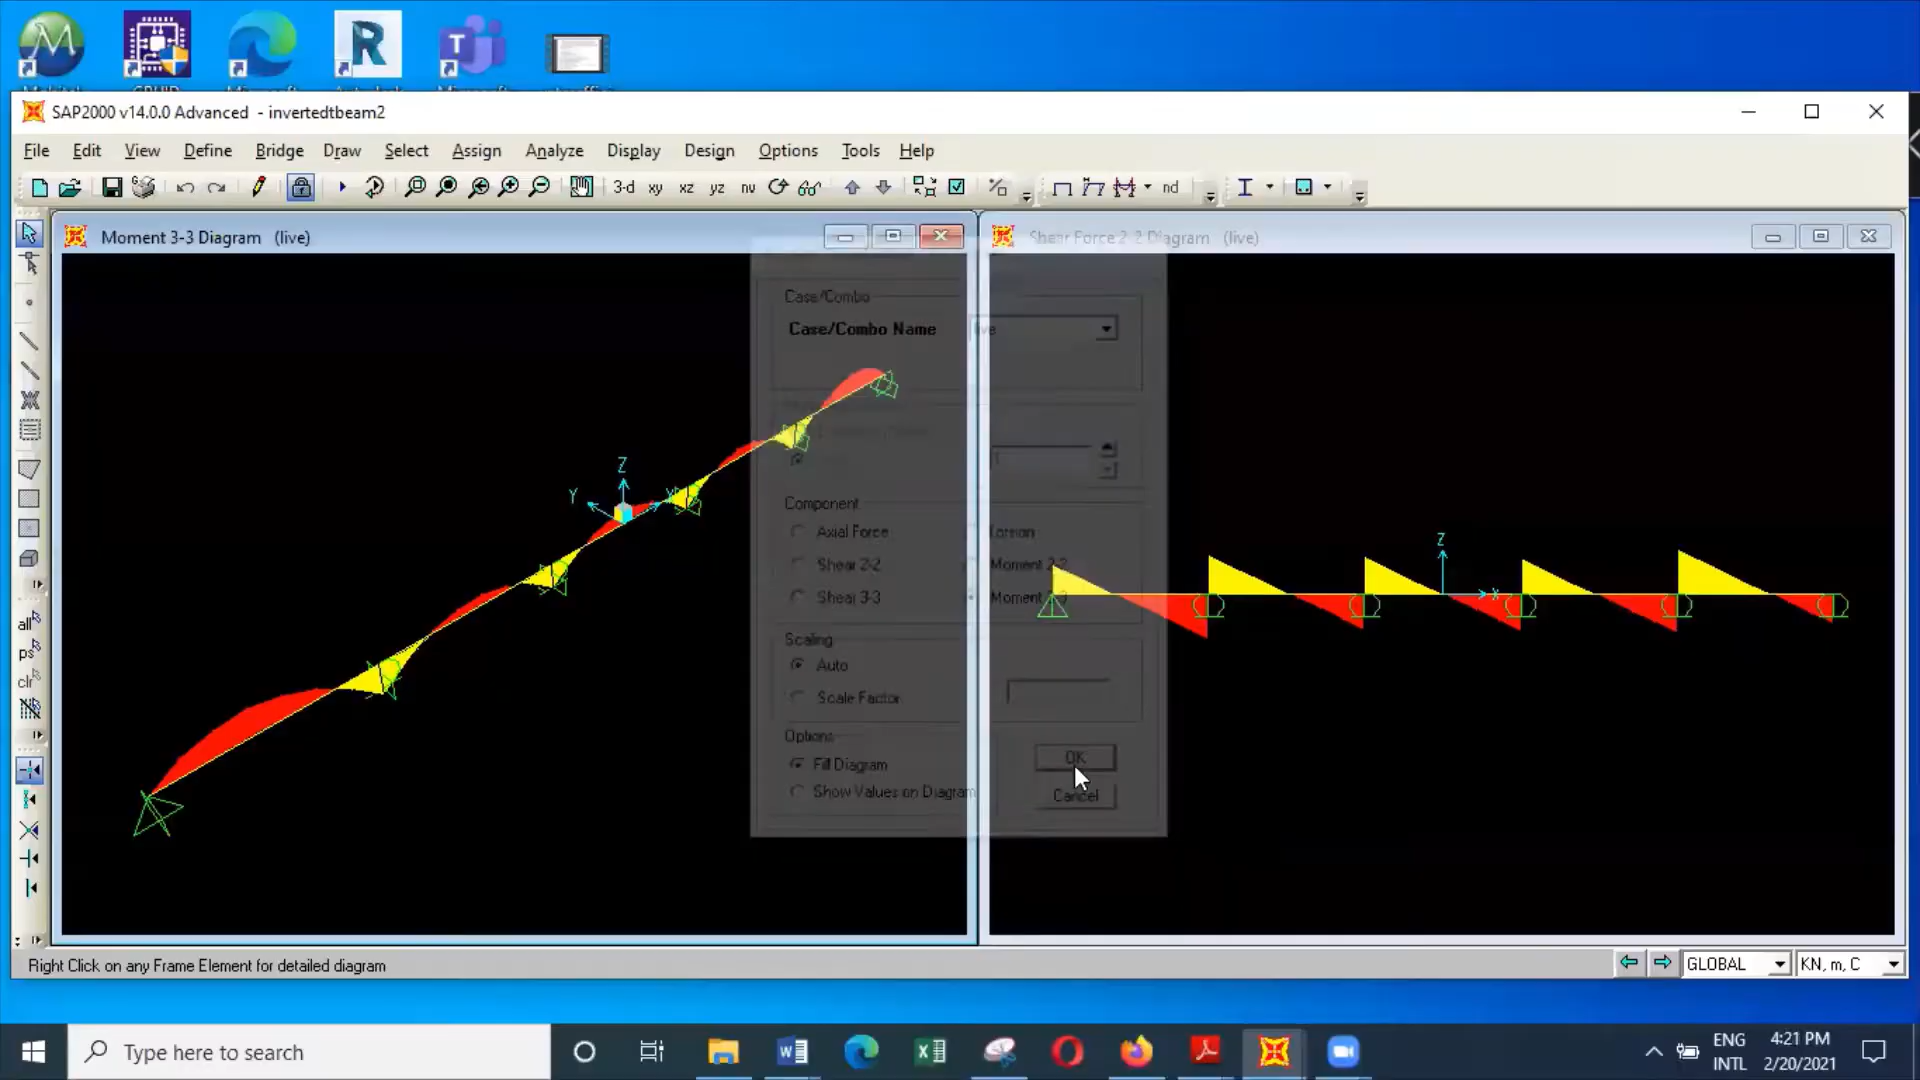 SAP2000 v14.0.0 Advanced - invertedtbeam2
File Edit View Define Bridge Draw Select Assign Analyze Display Design Options Tools Help
3-d xy xz yz nv nd
Moment 3-3 Diagram (live)
Shear Force 2-2 Diagram (live)
Case/Combo
Case/Combo Name
Component
Axial Force
Torsion
Shear 2-2
Moment 2-2
Shear 3-3
Moment
Scaling
Auto
Scale Factor
Options
Fill Diagram
Show Values on Diagram
OK
Cancel
Z
Y
Z
X
all
ps
clr
Right Click on any Frame Element for detailed diagram
GLOBAL
KN, m, C
Type here to search
ENG
INTL
4:21 PM
2/20/2021